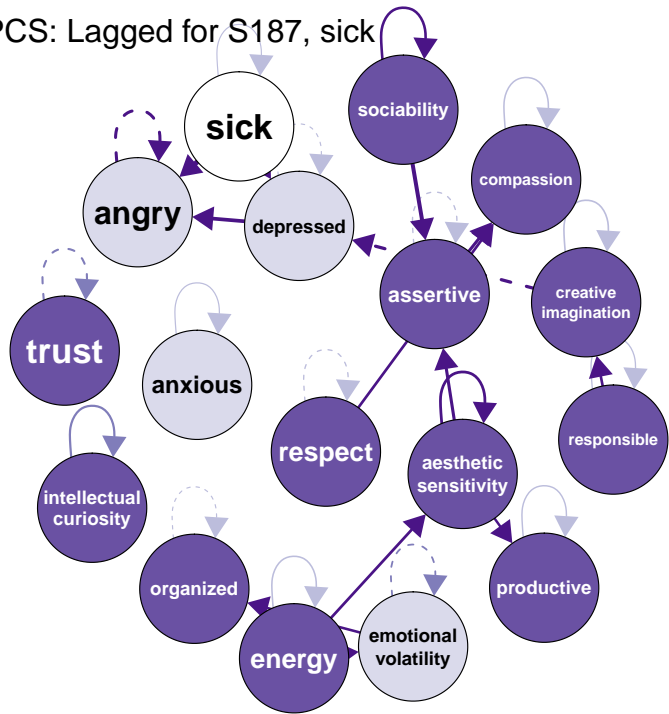 PCS: Lagged for S187, sick
sick
sociability
compassion
angry
depressed
assertive
creative
imagination
trust
anxious
respect
aesthetic
sensitivity
responsible
intellectual
curiosity
organized
productive
energy
emotional
volatility